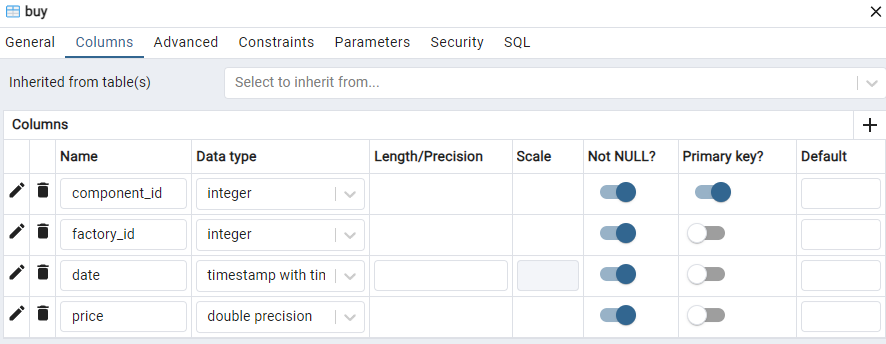 buy
General Columns Advanced Constraints Parameters Security SQL
Inherited from table(s) Select to inherit from...
Columns
Name Data type Length/Precision Scale Not NULL? Primary key? Default
component_id integer
factory_id integer
date timestamp with tin
price double precision